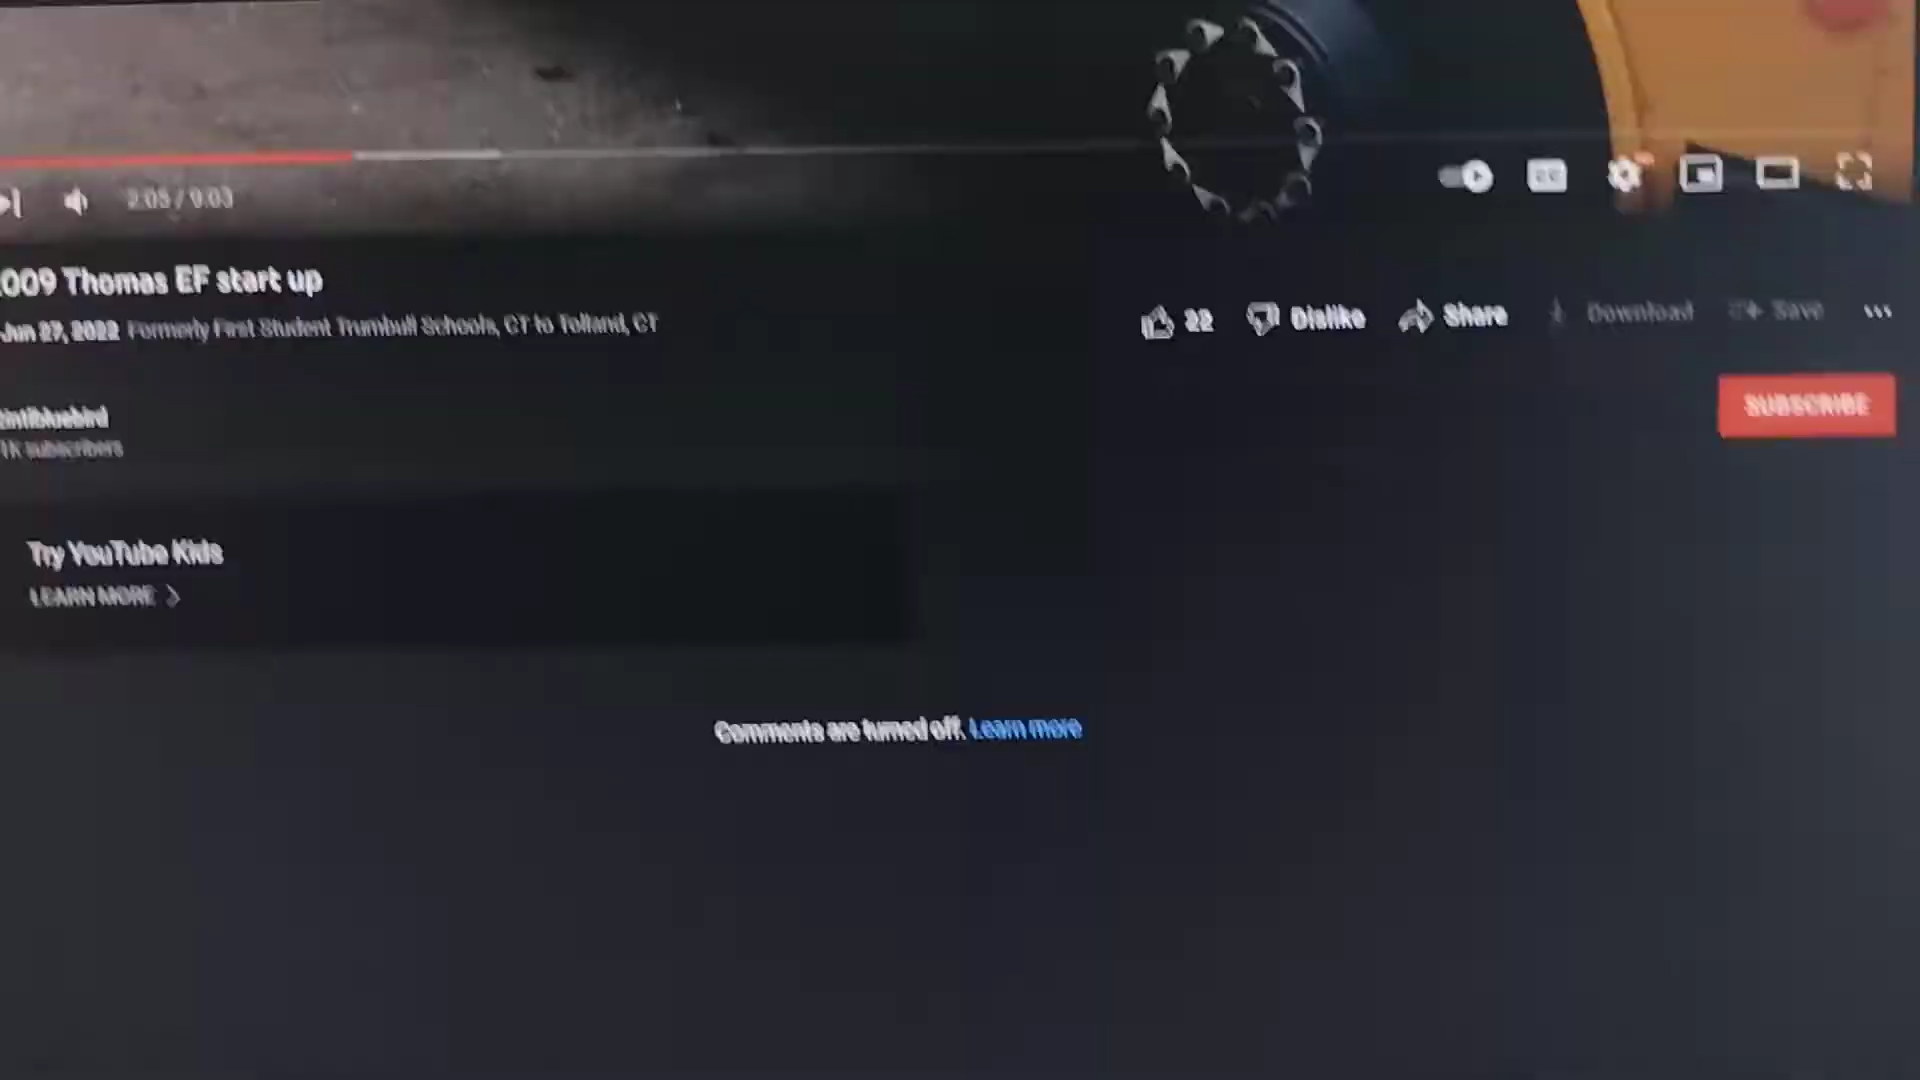 2:05 / 9:03
009 Thomas EF start up
Jun 27, 2022 Formerly First Student Trumbull Schools, CT to Tolland, CT
22 Dislike Share Download Save
SUBSCRIBE
1K subscribers
Try YouTube Kids
LEARN MORE
Comments are turned off. Learn more